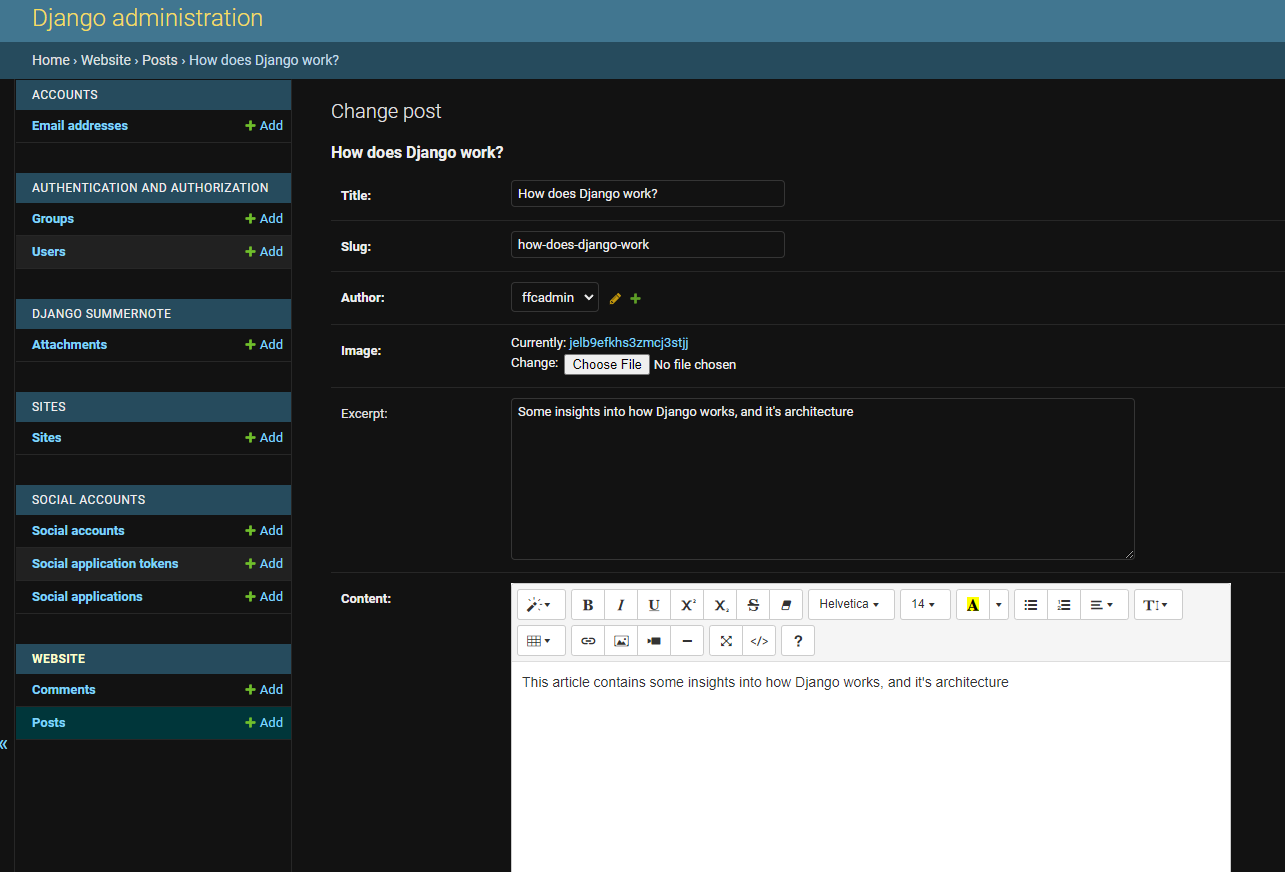 Django administration
Home › Website › Posts › How does Django work?
ACCOUNTS
Email addresses + Add
AUTHENTICATION AND AUTHORIZATION
Groups + Add
Users + Add
DJANGO SUMMERNOTE
Attachments + Add
SITES
Sites + Add
SOCIAL ACCOUNTS
Social accounts + Add
Social application tokens + Add
Social applications + Add
WEBSITE
Comments + Add
Posts + Add
«
Change post
How does Django work?
Title: How does Django work?
Slug: how-does-django-work
Author: ffcadmin
Image: Currently: jelb9efkhs3zmcj3stjj
Change: Choose File No file chosen
Excerpt: Some insights into how Django works, and it's architecture
Content:
B I U X² X₂ S Helvetica 14 A T
</> ?
This article contains some insights into how Django works, and it's architecture